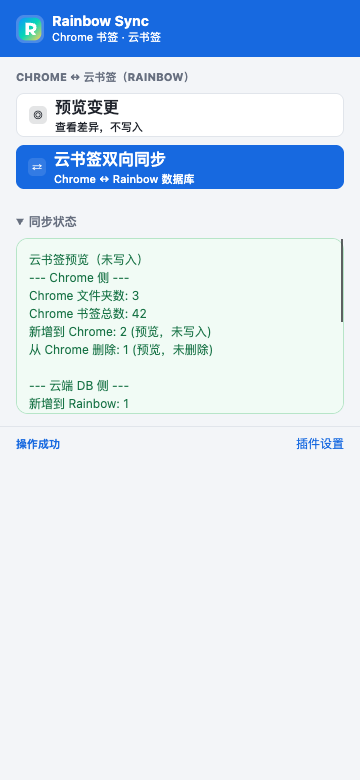 R
Rainbow Sync
Chrome 书签 · 云书签
CHROME ↔ 云书签（RAINBOW）
预览变更
查看差异，不写入
云书签双向同步
Chrome ↔ Rainbow 数据库
▼ 同步状态
云书签预览（未写入）
--- Chrome 侧 ---
Chrome 文件夹数: 3
Chrome 书签总数: 42
新增到 Chrome: 2 (预览，未写入)
从 Chrome 删除: 1 (预览，未删除)
--- 云端 DB 侧 ---
新增到 Rainbow: 1
操作成功
插件设置